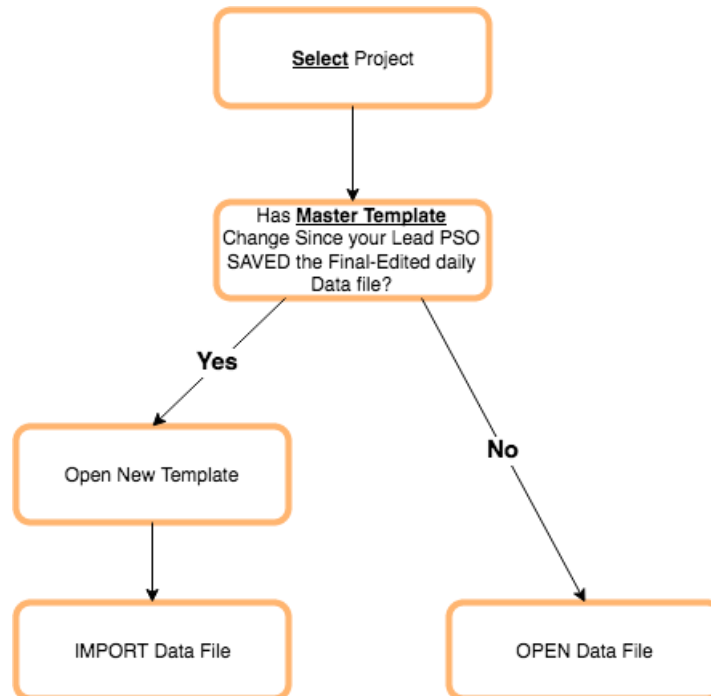 Select Project
Has Master Template
Change Since your Lead PSO
SAVED the Final-Edited daily
Data file?
Yes
No
Open New Template
IMPORT Data File
OPEN Data File